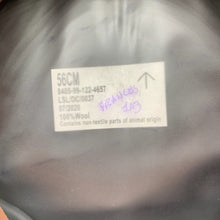 56CM
8405-99-122-4657
LSL/DC/0037
07/2020
100%Wool
Contains non-textile parts of animal origin